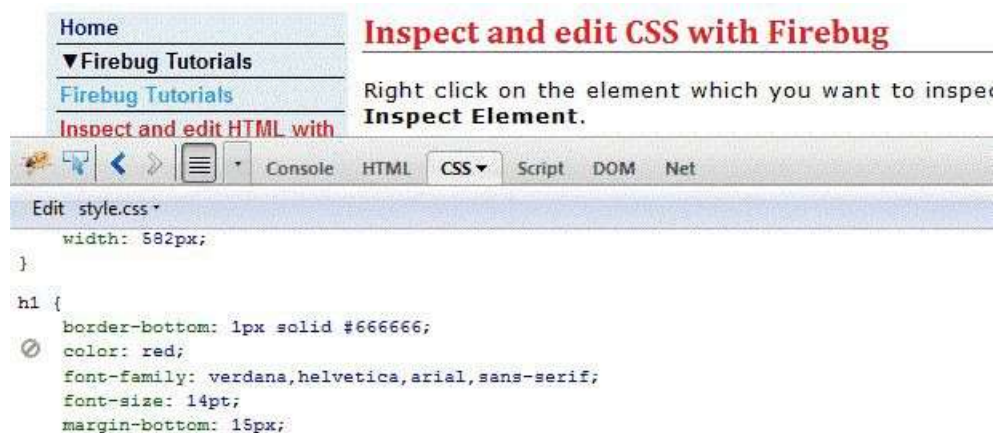 Home
▼Firebug Tutorials
Firebug Tutorials
Inspect and edit HTML with
Inspect and edit CSS with Firebug
Right click on the element which you want to inspec
Inspect Element.
Console HTML CSS▼ Script DOM Net
Edit style.css
width: 582px;
}
h1 {
border-bottom: 1px solid #666666;
color: red;
font-family: verdana,helvetica,arial,sans-serif;
font-size: 14pt;
margin-bottom: 15px;